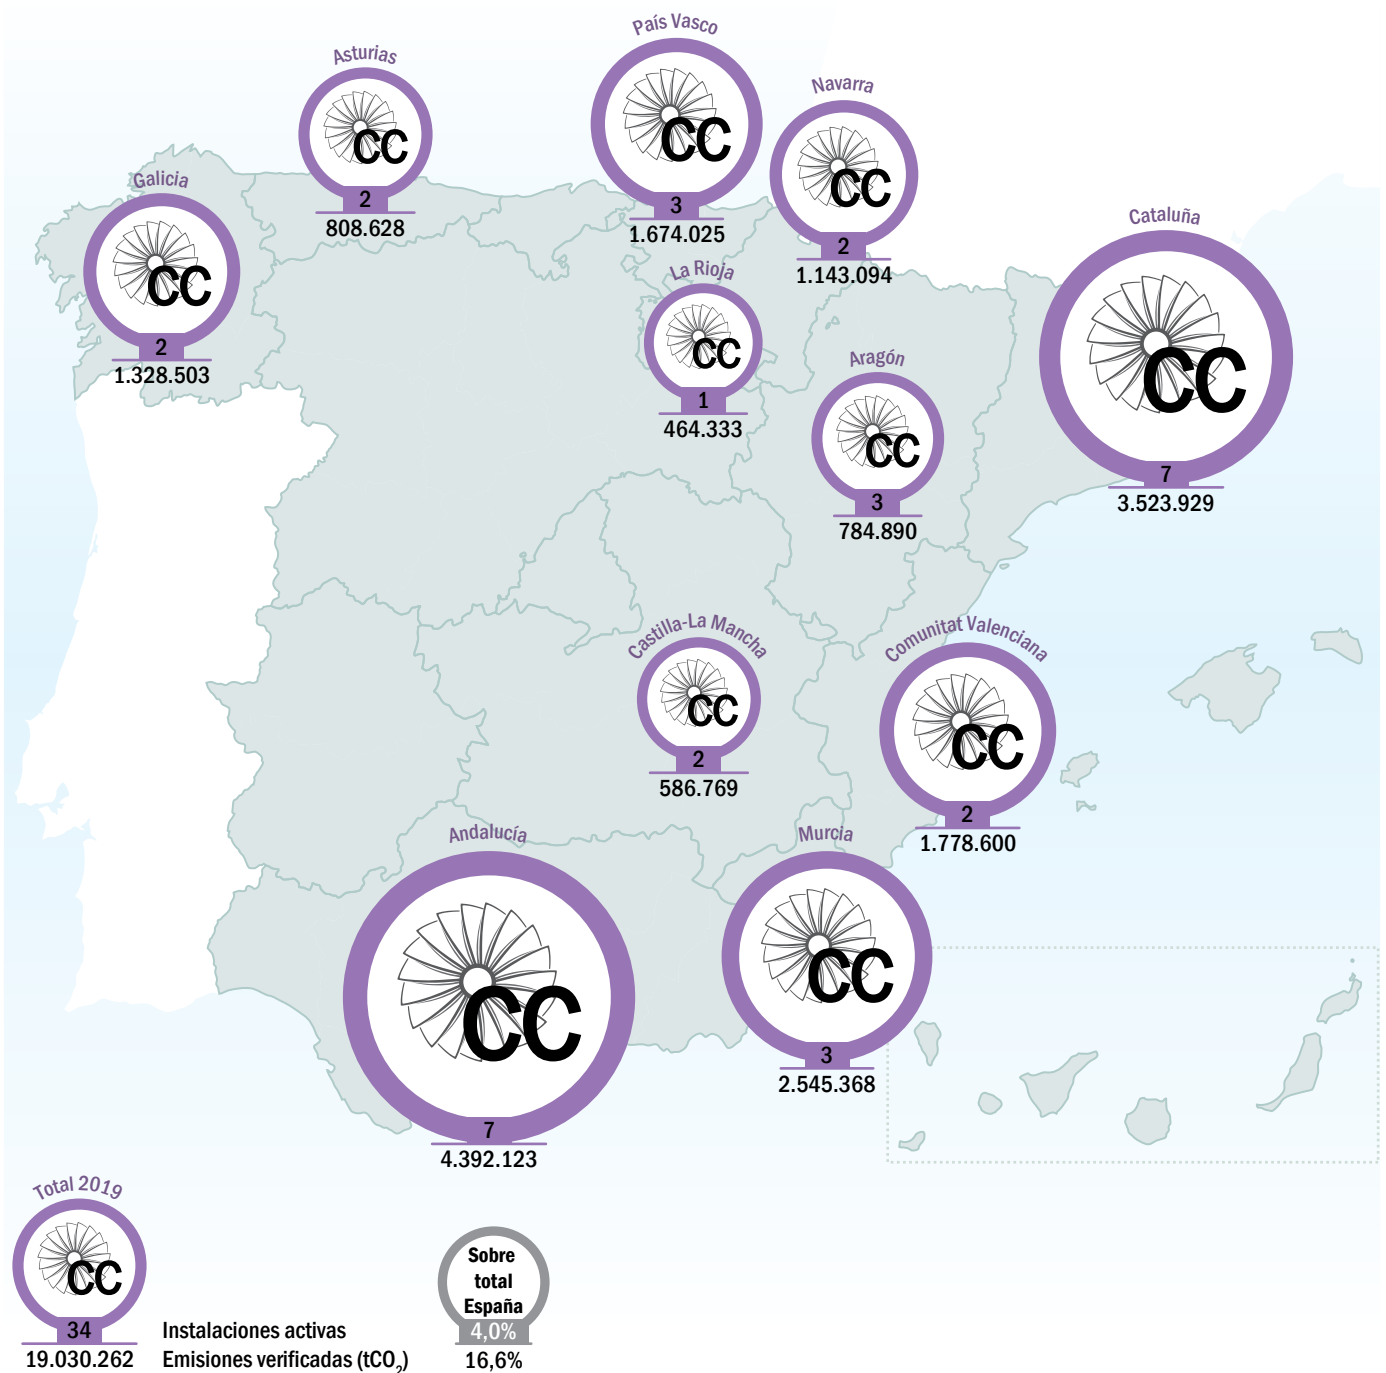 País Vasco
CC
3
1.674.025
Asturias
CC
2
808.628
Navarra
CC
2
1.143.094
Galicia
CC
2
1.328.503
Cataluña
CC
7
3.523.929
La Rioja
CC
1
464.333
Aragón
CC
3
784.890
Castilla-La Mancha
CC
2
586.769
Comunitat Valenciana
CC
2
1.778.600
Andalucía
CC
7
4.392.123
Murcia
CC
3
2.545.368
Total 2019
CC
34
19.030.262
Instalaciones activas
Emisiones verificadas (tCO₂)
Sobre
total
España
4,0%
16,6%